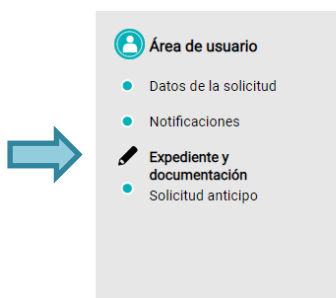 Área de usuario
Datos de la solicitud
Notificaciones
Expediente y
documentación
Solicitud anticipo